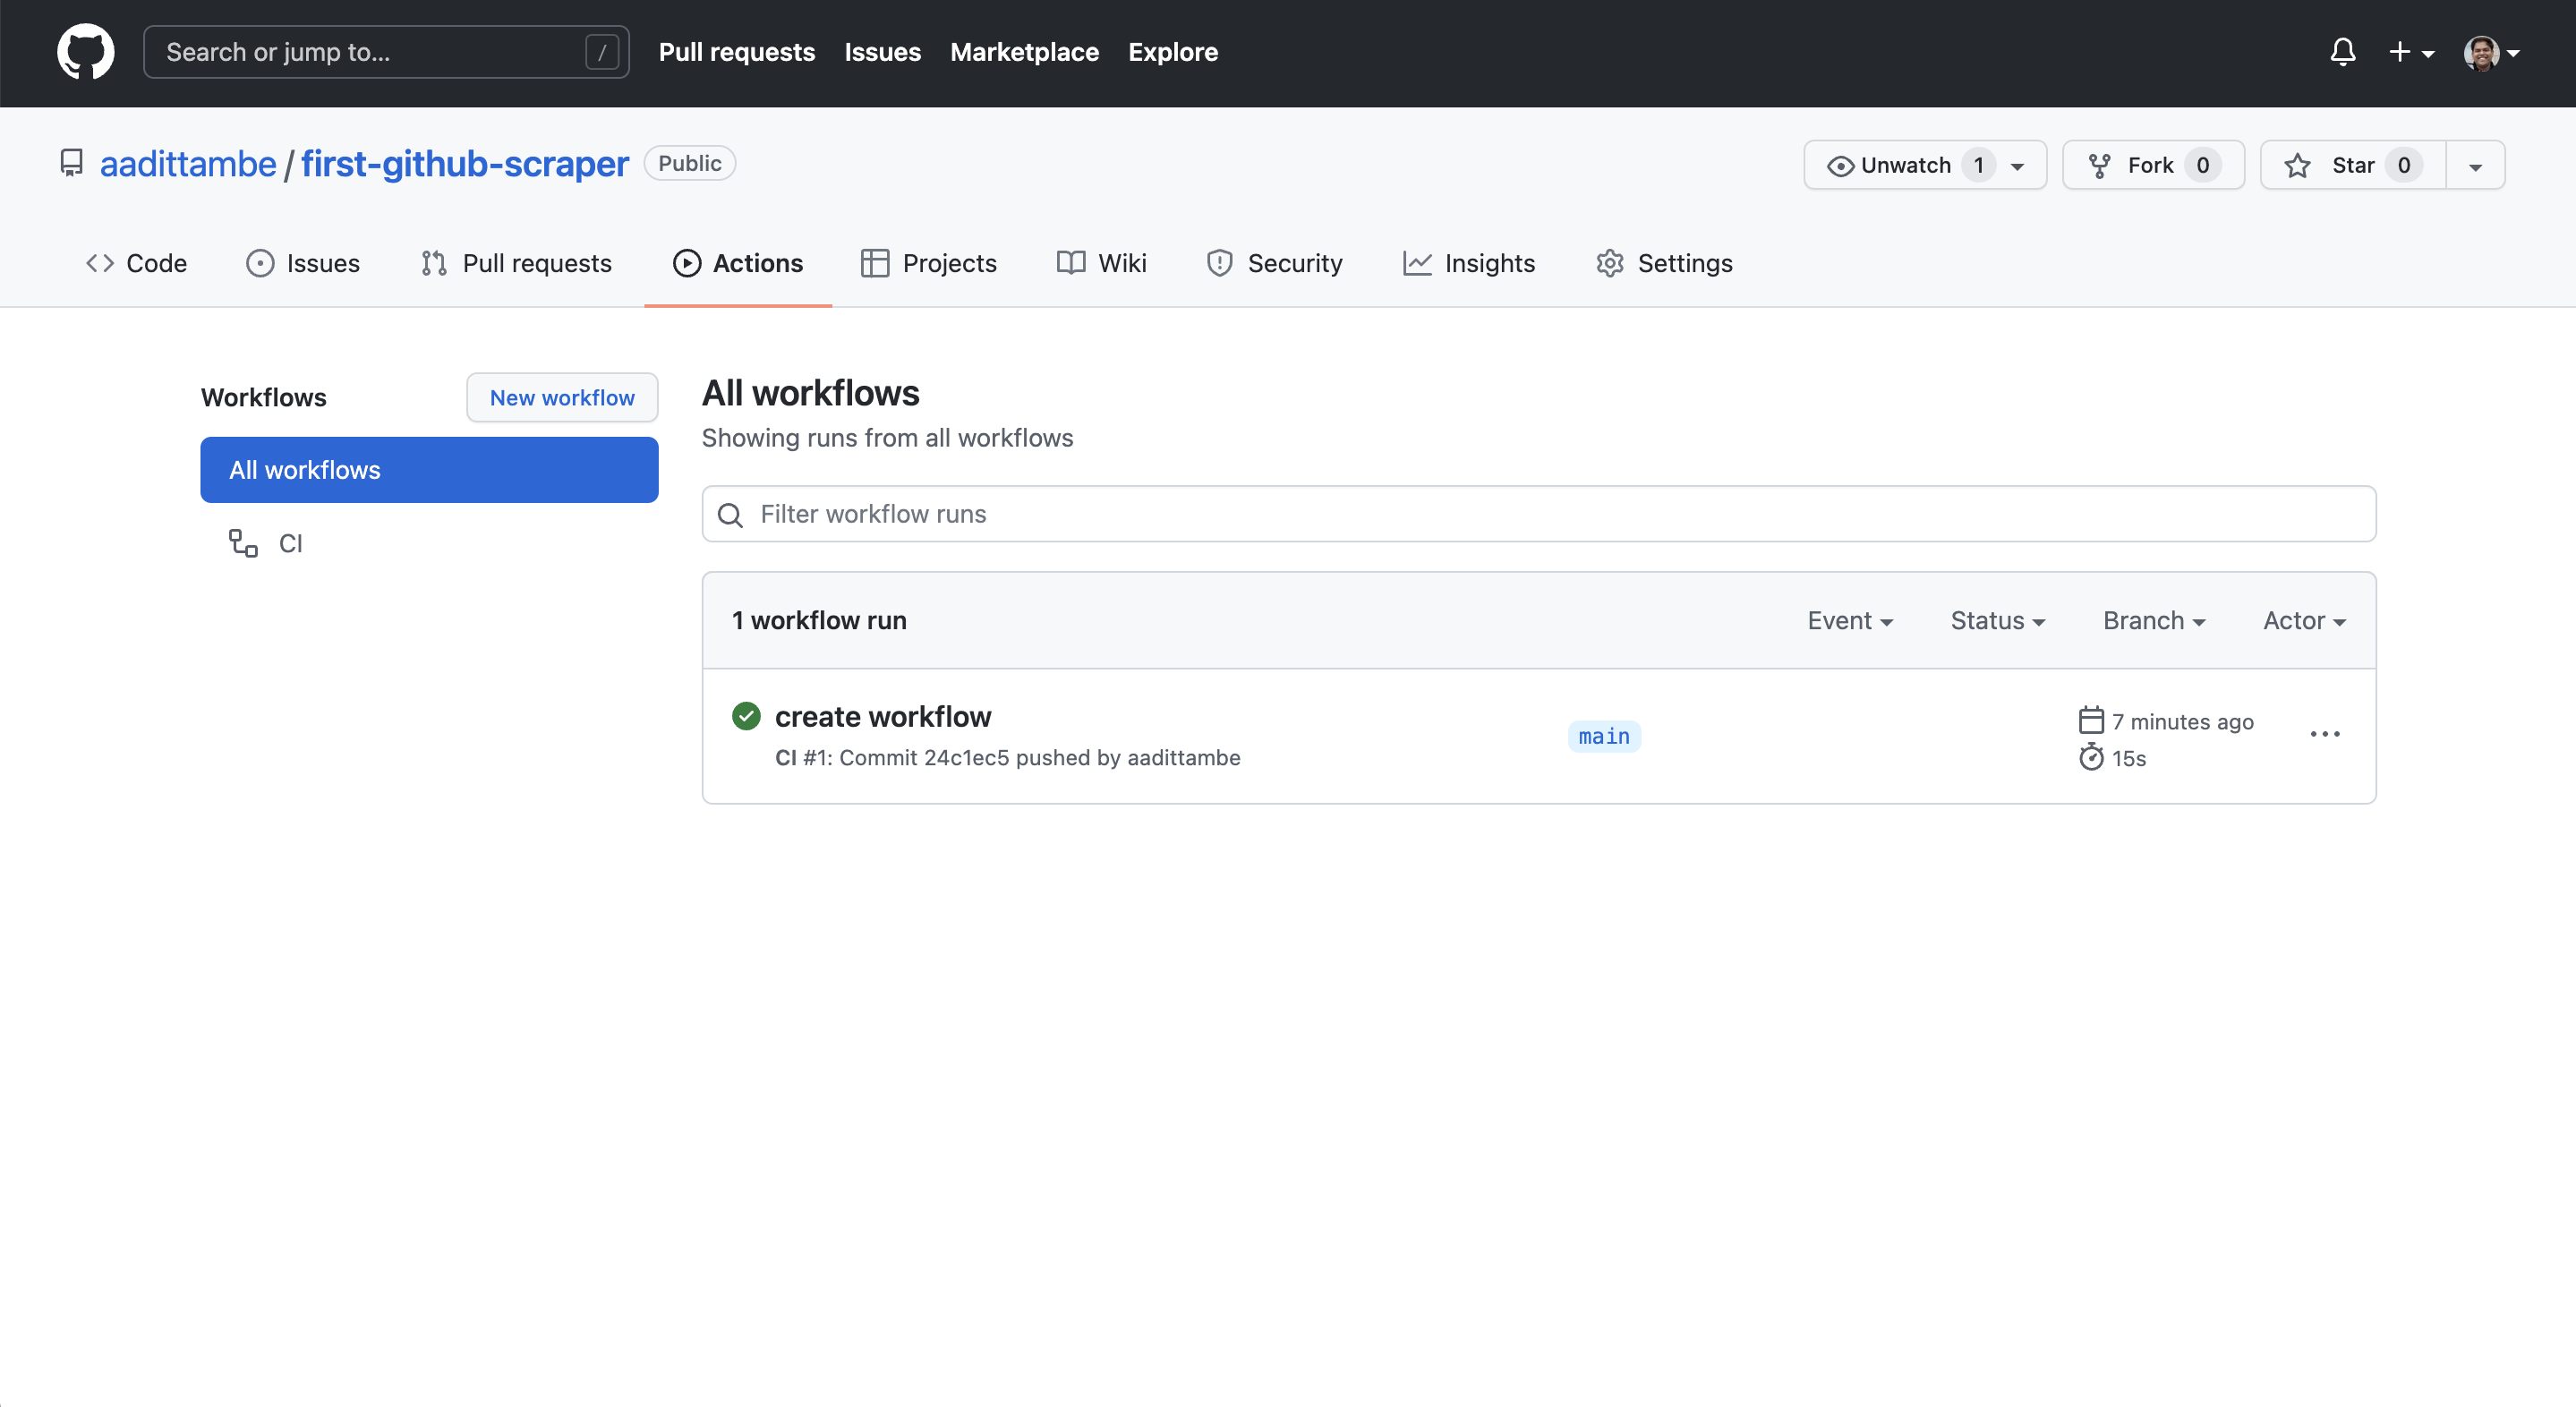 Search or jump to... /
Pull requests Issues Marketplace Explore
aadittambe / first-github-scraper Public
Unwatch 1 Fork 0 Star 0
Code Issues Pull requests Actions Projects Wiki Security Insights Settings
Workflows New workflow
All workflows
CI
All workflows
Showing runs from all workflows
Filter workflow runs
1 workflow run Event Status Branch Actor
create workflow
CI #1: Commit 24c1ec5 pushed by aadittambe
main
7 minutes ago
15s